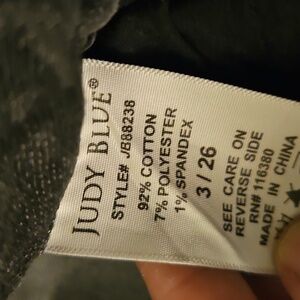 JUDY BLUE®
STYLE# JB88238
92% COTTON
7% POLYESTER
1% SPANDEX
3 / 26
SEE CARE ON
REVERSE SIDE
RN# 116380
MADE IN CHINA